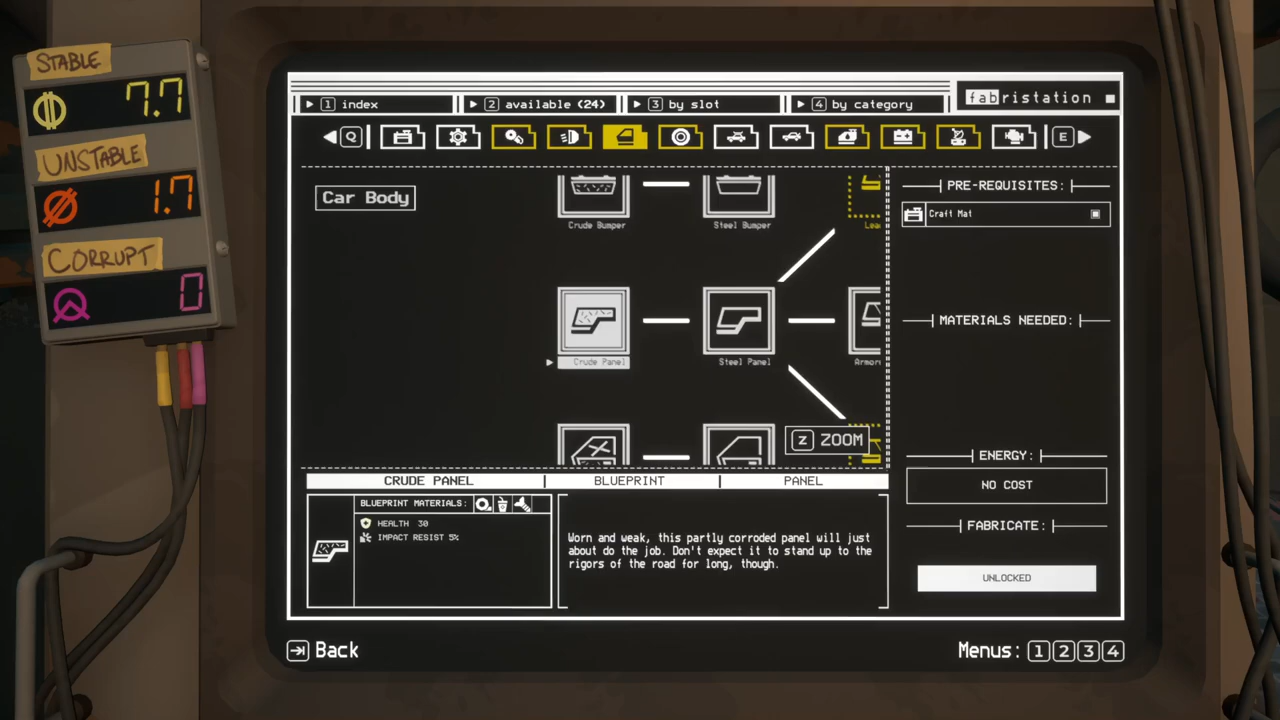 STABLE
7.7
UNSTABLE
1.7
CORRUPT
0
1 index
2 available (24)
3 by slot
4 by category
fabristation
Q
E
Car Body
Crude Bumper
Steel Bumper
Crude Panel
Steel Panel
Z ZOOM
PRE-REQUISITES:
Craft Mat
MATERIALS NEEDED:
ENERGY:
NO COST
FABRICATE:
UNLOCKED
CRUDE PANEL
BLUEPRINT
PANEL
BLUEPRINT MATERIALS:
HEALTH 30
IMPACT RESIST 5%
Worn and weak, this partly corroded panel will just
about do the job. Don't expect it to stand up to the
rigors of the road for long, though.
Back
Menus: 1 2 3 4